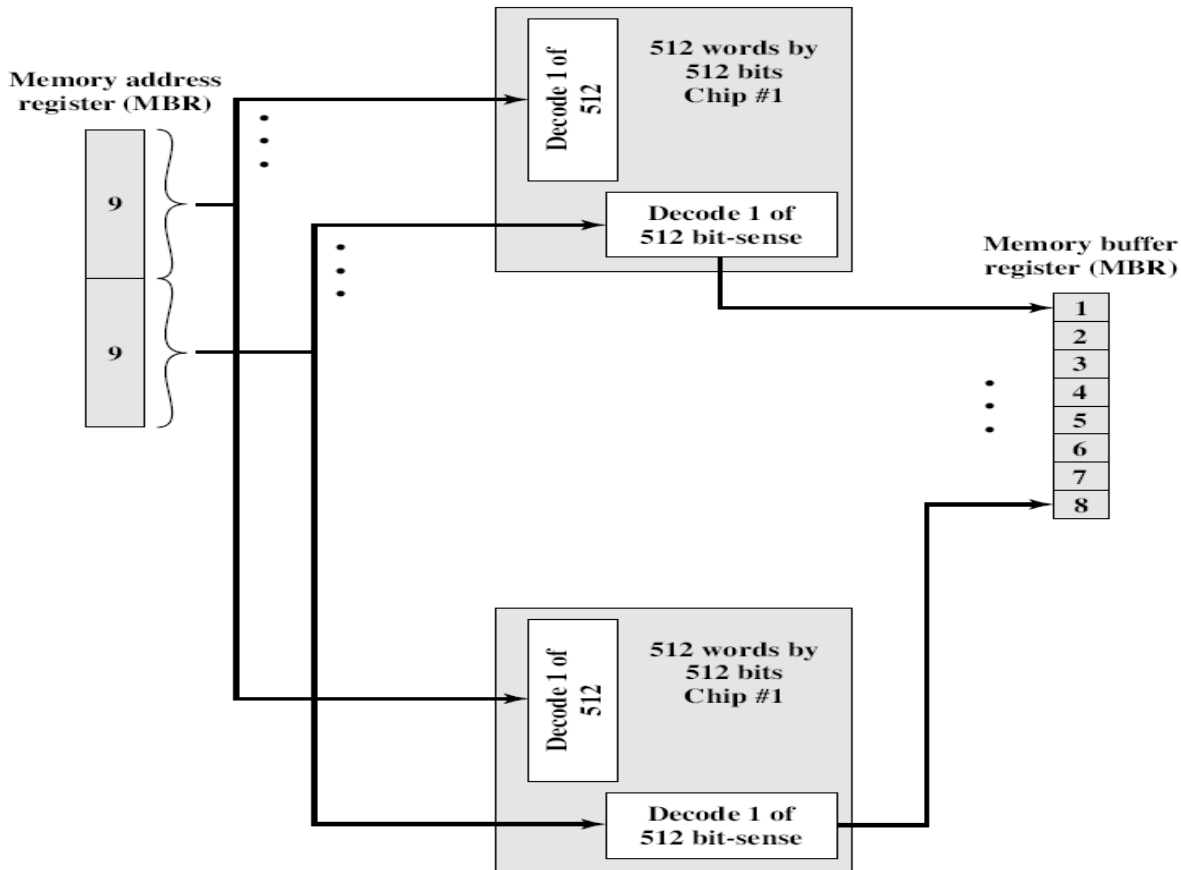 Memory address
register (MBR)
9
9
Decode 1 of
512
512 words by
512 bits
Chip #1
Decode 1 of
512 bit-sense
Memory buffer
register (MBR)
1
2
3
4
5
6
7
8
Decode 1 of
512
512 words by
512 bits
Chip #1
Decode 1 of
512 bit-sense